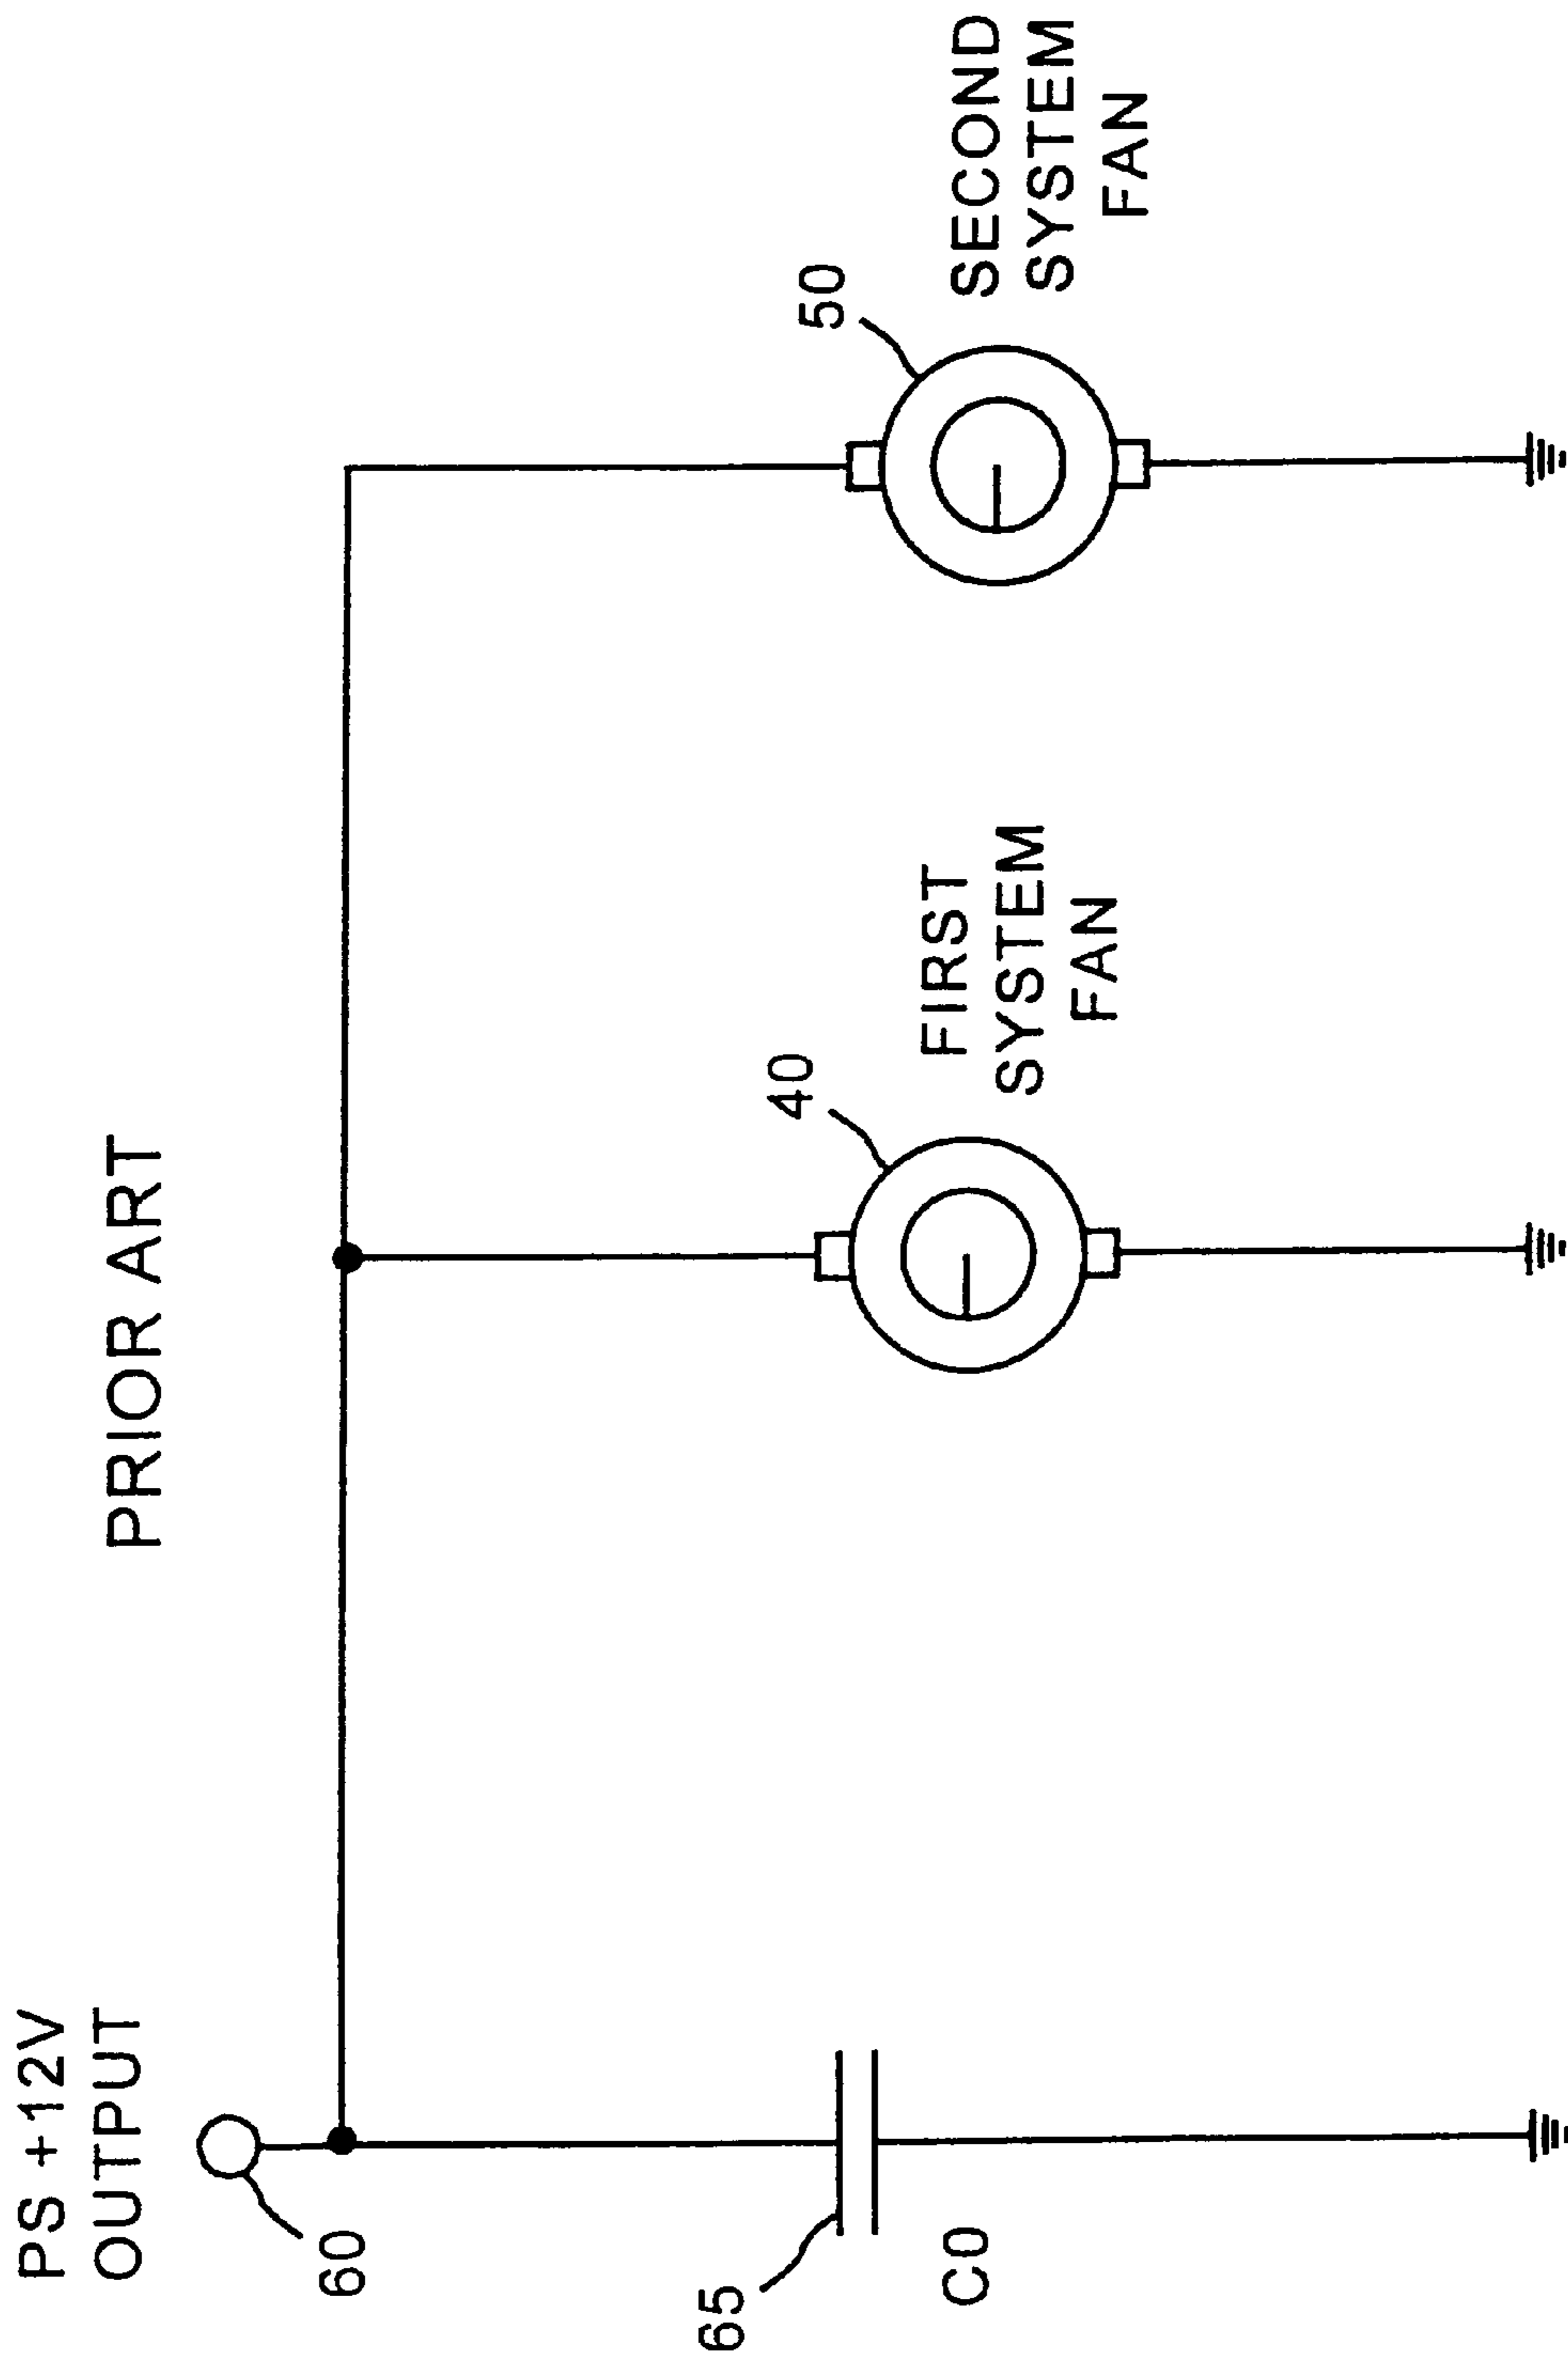 PRIOR ART
PS +12V
OUTPUT
60
65
C0
40
FIRST
SYSTEM
FAN
50
SECOND
SYSTEM
FAN